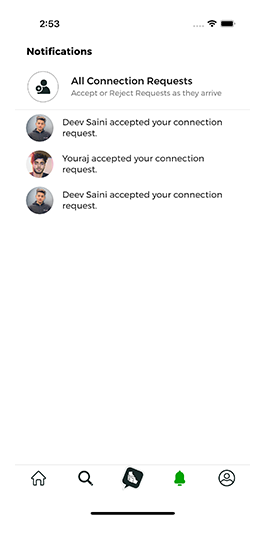 2:53
Notifications
All Connection Requests
Accept or Reject Requests as they arrive
Deev Saini accepted your connection
request.
Youraj accepted your connection
request.
Deev Saini accepted your connection
request.